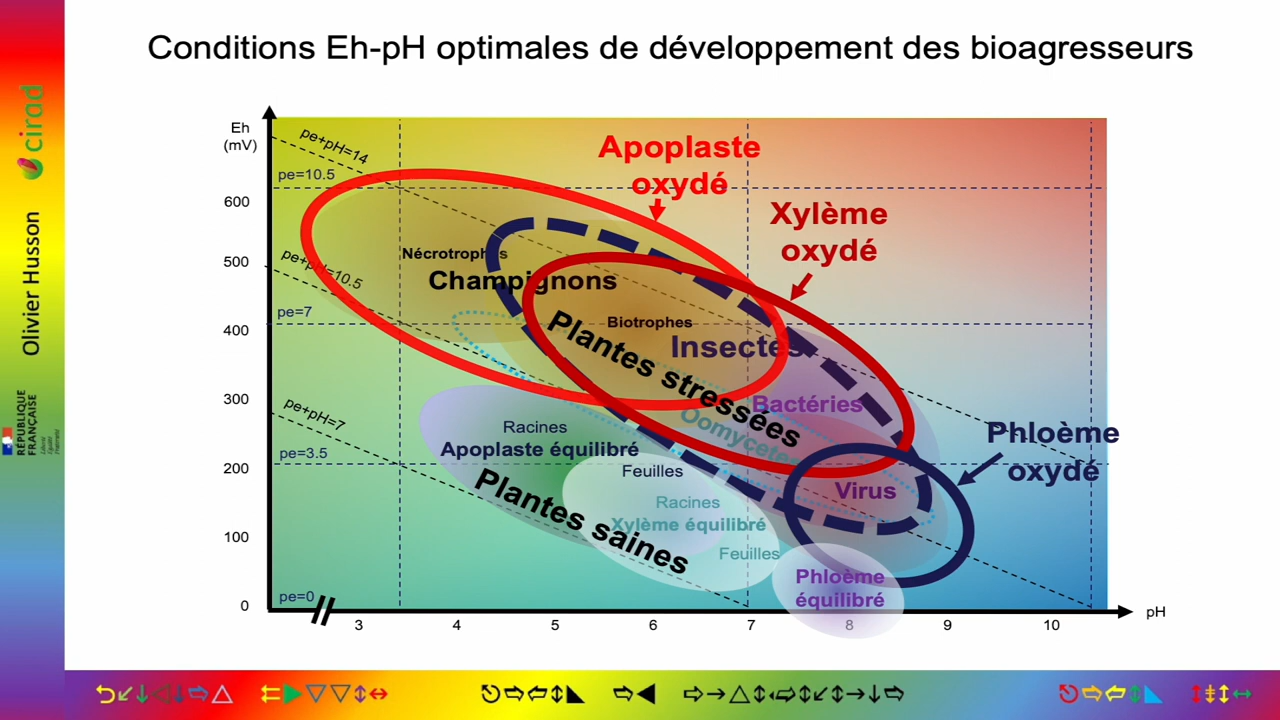 Conditions Eh-pH optimales de développement des bioagresseurs
cirad
Olivier Husson
RÉPUBLIQUE
FRANÇAISE
Liberté
Égalité
Fraternité
Eh
(mV)
600
500
400
300
200
100
0
pe+pH=14
pe=10.5
pe+pH=10.5
pe=7
pe+pH=7
pe=3.5
pe=0
Apoplaste
oxydé
Xylème
oxydé
Nécrotrophes
Champignons
Biotrophes
Insectes
Plantes stressées
Bactéries
Oomycetes
Phloème
oxydé
Racines
Apoplaste équilibré
Feuilles
Virus
Plantes saines
Racines
Xylème équilibré
Feuilles
Phloème
équilibré
3 4 5 6 7 8 9 10
pH